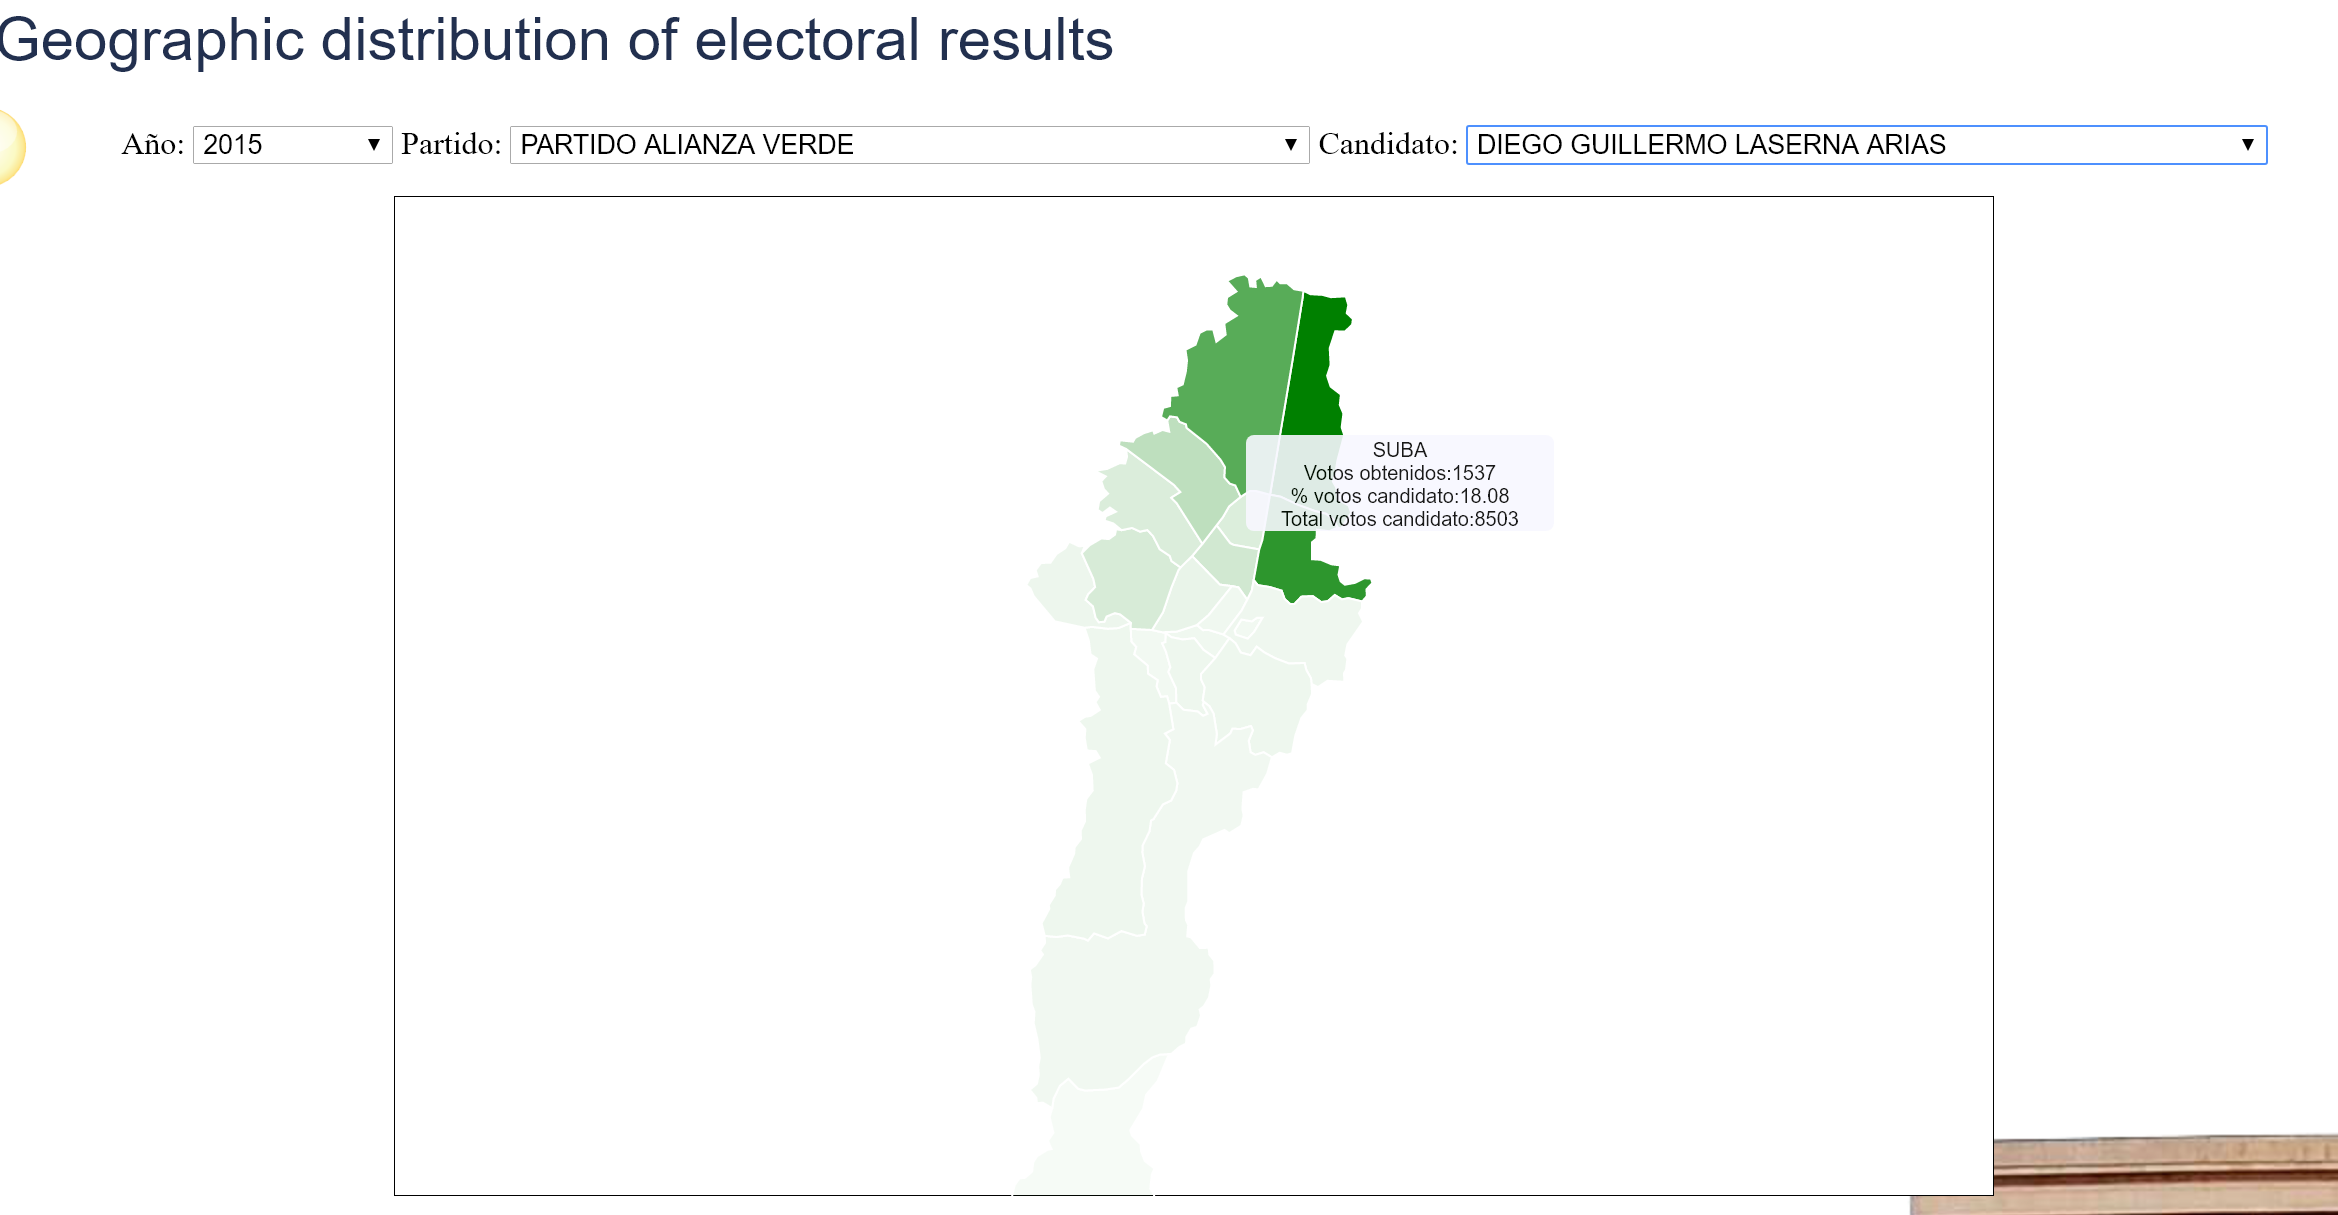 Geographic distribution of electoral results
Año: 2015 Partido: PARTIDO ALIANZA VERDE Candidato: DIEGO GUILLERMO LASERNA ARIAS
SUBA
Votos obtenidos:1537
% votos candidato:18.08
Total votos candidato:8503